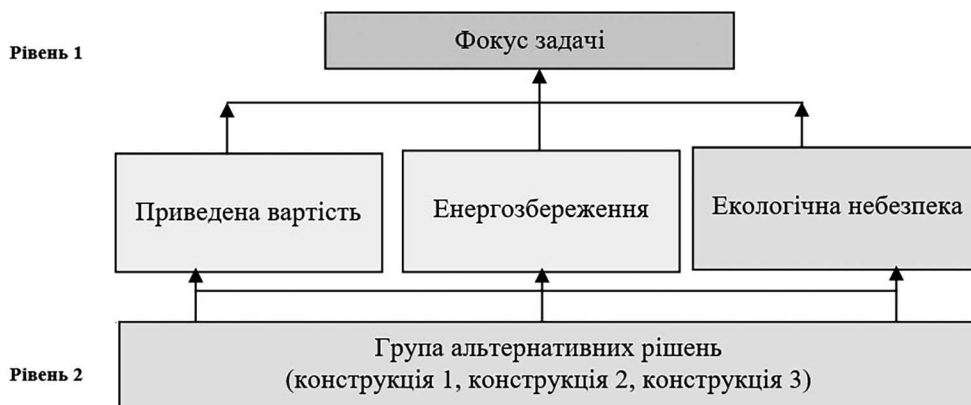 Рівень 1
Фокус задачі
Приведена вартість
Енергозбереження
Екологічна небезпека
Рівень 2
Група альтернативних рішень
(конструкція 1, конструкція 2, конструкція 3)